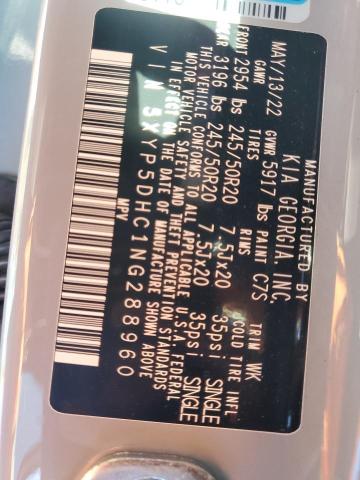 MANUFACTURED BY
KIA GEORGIA, INC.
MAY/13/22 GVWR 5917 lbs PAINT C7S TRIM WK
GAWR TIRES RIMS COLD TIRE INFL
FRONT 2954 lbs 245/50R20 7.5Jx20 35psi SINGLE
REAR 3196 lbs 245/50R20 7.5Jx20 35psi SINGLE
THIS VEHICLE CONFORMS TO ALL APPLICABLE U.S.A. FEDERAL
MOTOR VEHICLE SAFETY AND THEFT PREVENTION STANDARDS
IN EFFECT ON THE DATE OF MANUFACTURE SHOWN ABOVE
VIN 5XYP5DHC1NG288960
MPV